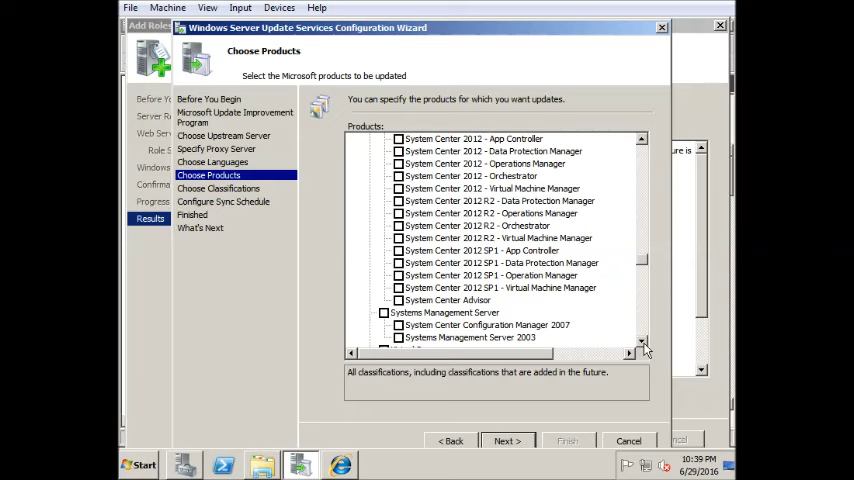 File Machine View Input Devices Help
Add Roles
Windows Server Update Services Configuration Wizard
Choose Products
Select the Microsoft products to be updated
Before Yo
Server R
Web Serv
Role S
Windows
Confirma
Progress
Results
Before You Begin
Microsoft Update Improvement
Program
Choose Upstream Server
Specify Proxy Server
Choose Languages
Choose Products
Choose Classifications
Configure Sync Schedule
Finished
What's Next
You can specify the products for which you want updates.
Products:
System Center 2012 - App Controller
System Center 2012 - Data Protection Manager
System Center 2012 - Operations Manager
System Center 2012 - Orchestrator
System Center 2012 - Virtual Machine Manager
System Center 2012 R2 - Data Protection Manager
System Center 2012 R2 - Operations Manager
System Center 2012 R2 - Orchestrator
System Center 2012 R2 - Virtual Machine Manager
System Center 2012 SP1 - App Controller
System Center 2012 SP1 - Data Protection Manager
System Center 2012 SP1 - Operation Manager
System Center 2012 SP1 - Virtual Machine Manager
System Center Advisor
Systems Management Server
System Center Configuration Manager 2007
Systems Management Server 2003
All classifications, including classifications that are added in the future.
re is
< Back Next > Finish Cancel
ncel
Start
10:39 PM
6/29/2016